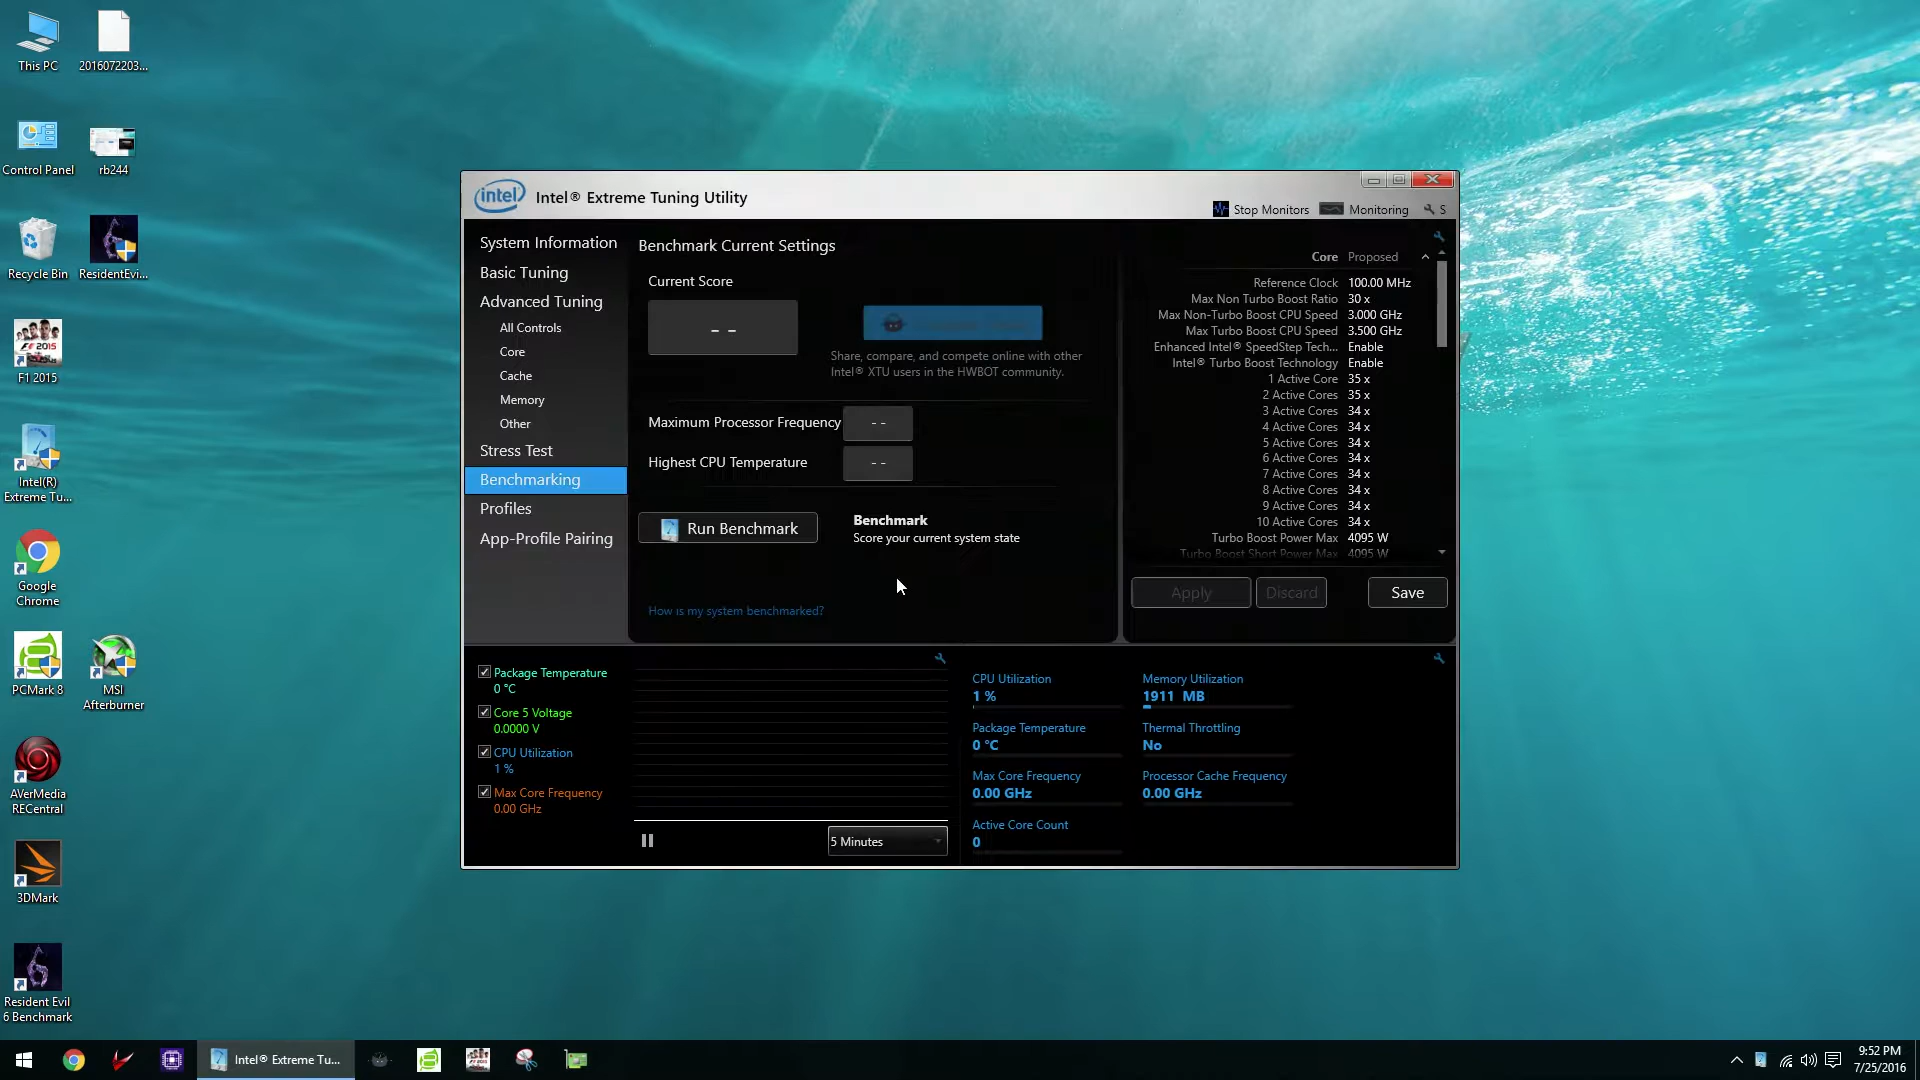 This PC
2016072203...
Control Panel
rb244
Recycle Bin
ResidentEvi...
F1 2015
Intel(R)
Extreme Tu...
Google
Chrome
PCMark 8
MSI
Afterburner
AVerMedia
RECentral
3DMark
Resident Evil
6 Benchmark
intel
Intel® Extreme Tuning Utility
Stop Monitors
Monitoring
S
System Information
Basic Tuning
Advanced Tuning
All Controls
Core
Cache
Memory
Other
Stress Test
Benchmarking
Profiles
App-Profile Pairing
Benchmark Current Settings
Current Score
- -
Share, compare, and compete online with other
Intel® XTU users in the HWBOT community.
Maximum Processor Frequency - -
Highest CPU Temperature - -
Run Benchmark
Benchmark
Score your current system state
How is my system benchmarked?
Core Proposed
Reference Clock 100.00 MHz
Max Non Turbo Boost Ratio 30 x
Max Non-Turbo Boost CPU Speed 3.000 GHz
Max Turbo Boost CPU Speed 3.500 GHz
Enhanced Intel® SpeedStep Tech... Enable
Intel® Turbo Boost Technology Enable
1 Active Core 35 x
2 Active Cores 35 x
3 Active Cores 34 x
4 Active Cores 34 x
5 Active Cores 34 x
6 Active Cores 34 x
7 Active Cores 34 x
8 Active Cores 34 x
9 Active Cores 34 x
10 Active Cores 34 x
Turbo Boost Power Max 4095 W
Turbo Boost Short Power Max 4095 W
Apply
Discard
Save
Package Temperature
0 °C
Core 5 Voltage
0.0000 V
CPU Utilization
1 %
Max Core Frequency
0.00 GHz
5 Minutes
CPU Utilization
1 %
Memory Utilization
1911 MB
Package Temperature
0 °C
Thermal Throttling
No
Max Core Frequency
0.00 GHz
Processor Cache Frequency
0.00 GHz
Active Core Count
0
Intel® Extreme Tu...
9:52 PM
7/25/2016